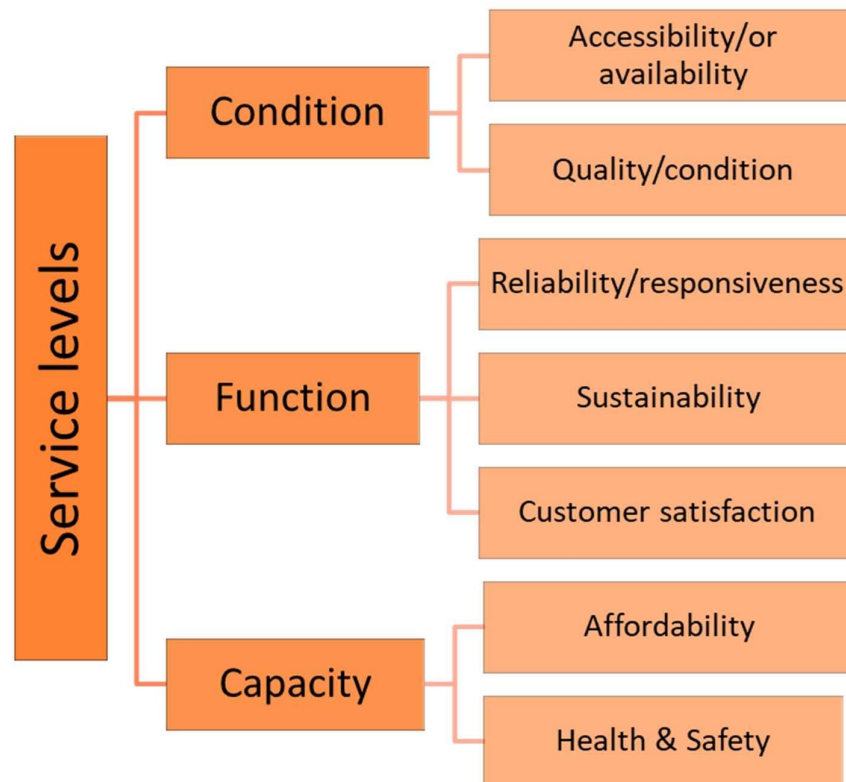 Service levels
Condition
Accessibility/or
availability
Quality/condition
Function
Reliability/responsiveness
Sustainability
Customer satisfaction
Capacity
Affordability
Health & Safety